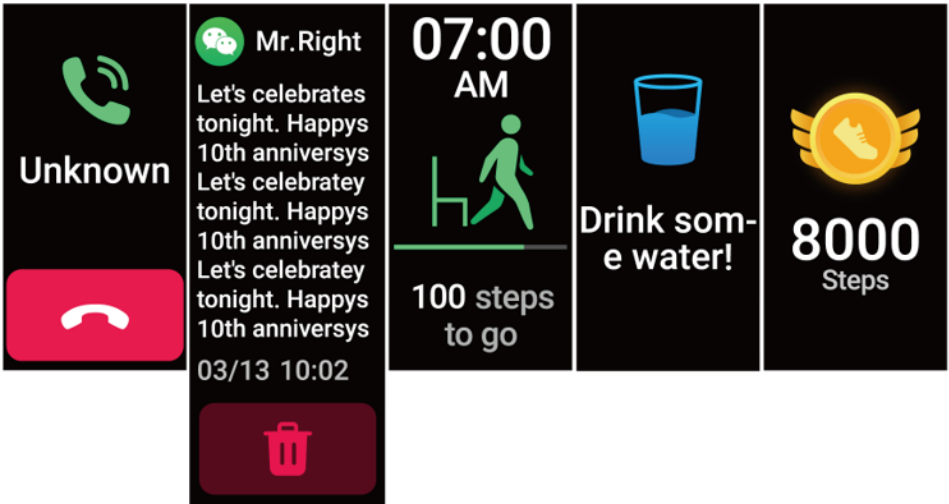 Unknown
Mr.Right
Let's celebrates
tonight. Happys
10th anniversys
Let's celebratey
tonight. Happys
10th anniversys
Let's celebratey
tonight. Happys
10th anniversys
03/13 10:02
07:00
AM
100 steps
to go
Drink som-
e water!
8000
Steps